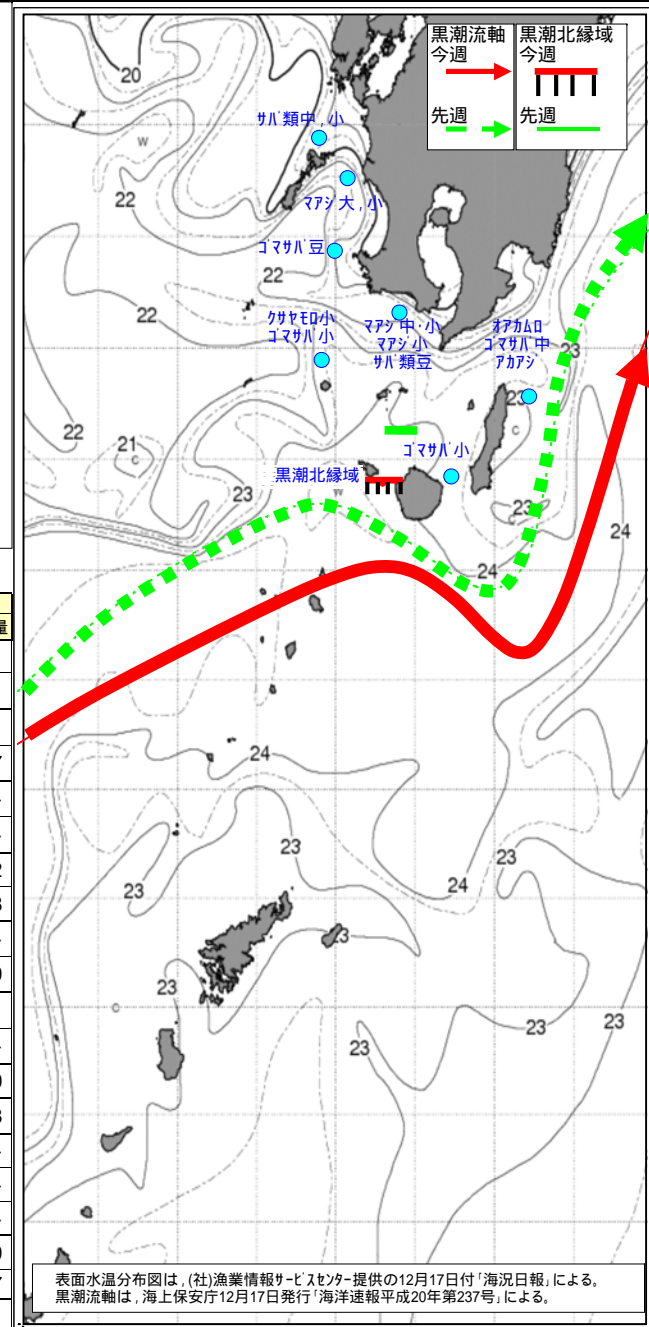 黒潮流軸
今週
先週
黒潮北縁域
今週
先週
20
W
22
サバ類中,小
マアジ大,小
ゴマサバ豆
22
22
クサヤモロ小
ゴマサバ小
マアジ中・小
マアジ小
サバ類豆
オアカムロ
ゴマサバ中
アカアジ
23
23
C
22
21
C
23
ゴマサバ小
黒潮北縁域
W
23
24
24
24
23
23
24
23
23
23
C
23
23
23
量
表面水温分布図は,(社)漁業情報サービスセンター提供の12月17日付「海況日報」による。
黒潮流軸は,海上保安庁12月17日発行「海洋速報平成20年第237号」による。